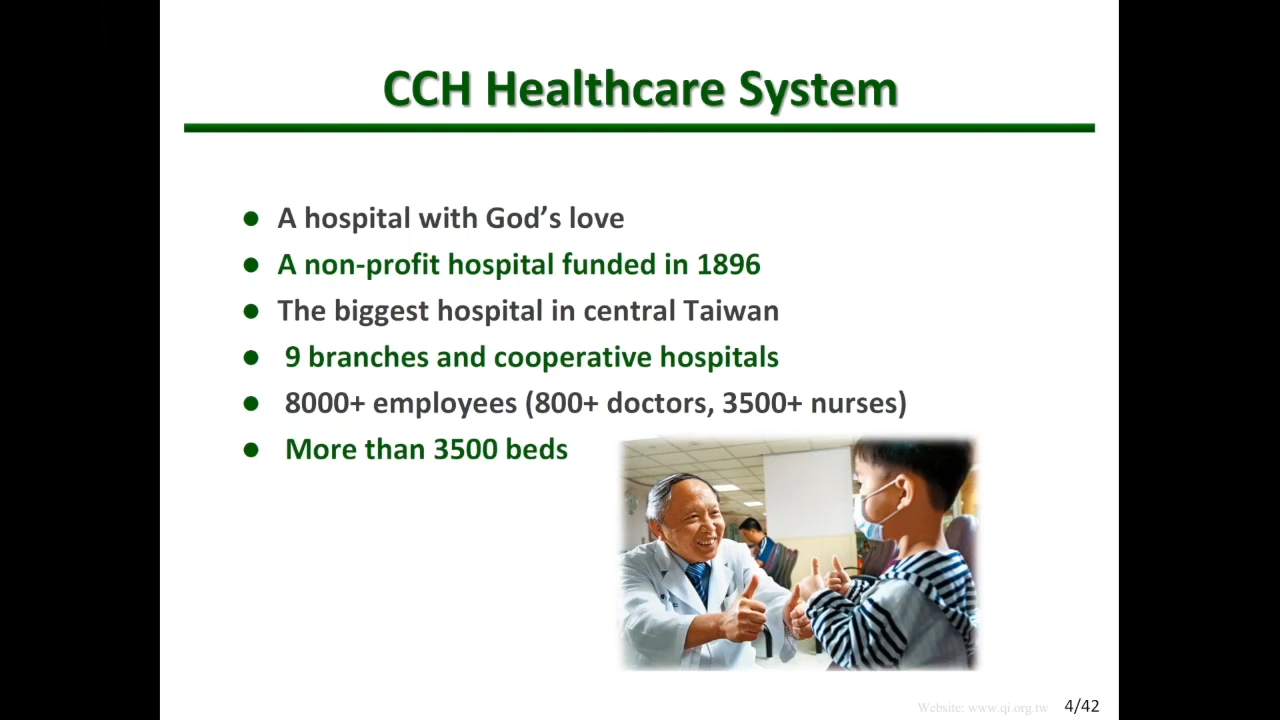 CCH Healthcare System
A hospital with God's love
A non-profit hospital funded in 1896
The biggest hospital in central Taiwan
9 branches and cooperative hospitals
8000+ employees (800+ doctors, 3500+ nurses)
More than 3500 beds
Website: www.qi.org.tw
4/42